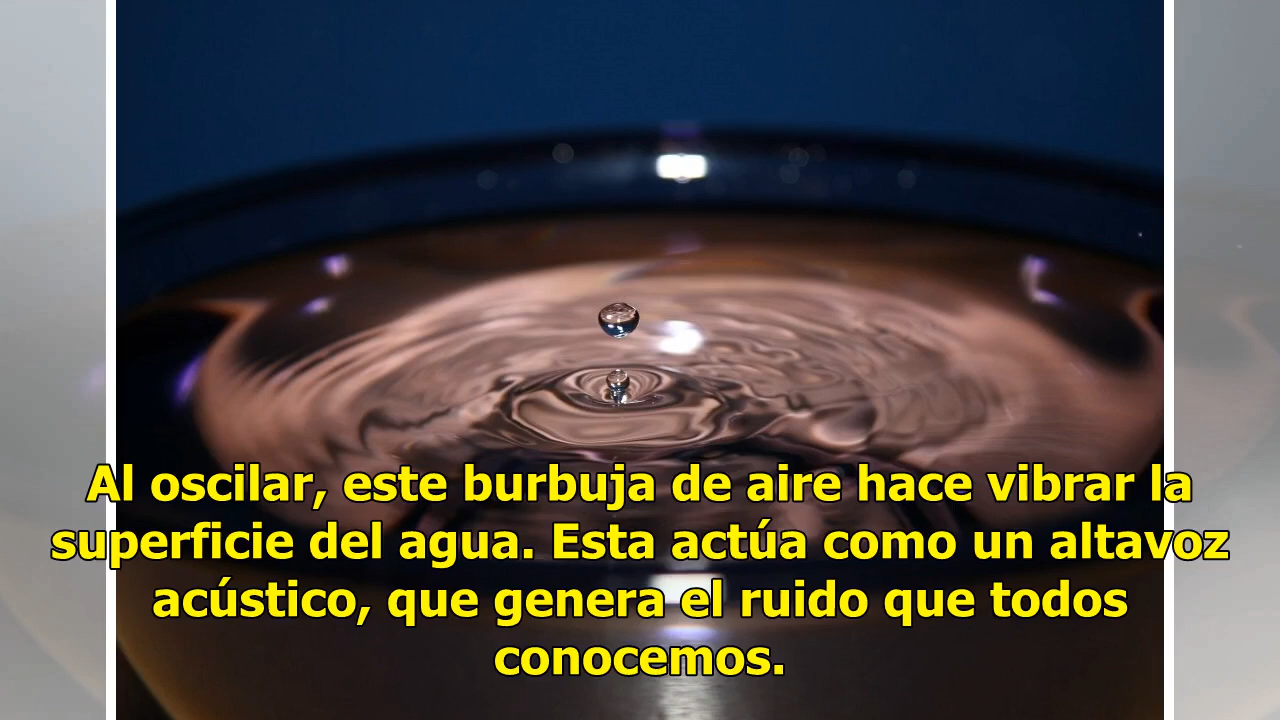 Al oscilar, este burbuja de aire hace vibrar la
superficie del agua. Esta actúa como un altavoz
acústico, que genera el ruido que todos
conocemos.